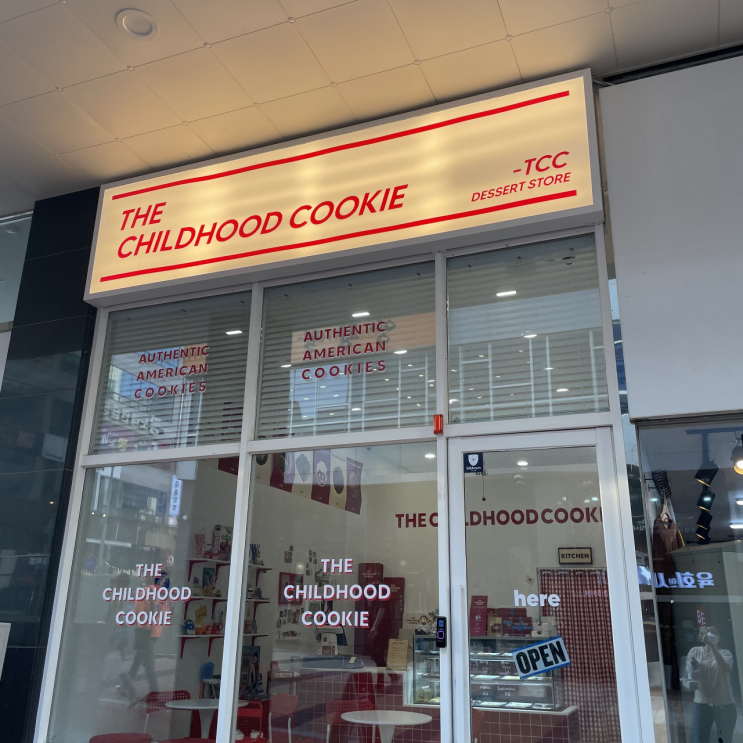 THE
CHILDHOOD COOKIE
-TCC
DESSERT STORE
AUTHENTIC
AMERICAN
COOKIES
AUTHENTIC
AMERICAN
COOKIES
THE CHILDHOOD COOKI
KITCHEN
THE
CHILDHOOD
COOKIE
THE
CHILDHOOD
COOKIE
here
OPEN